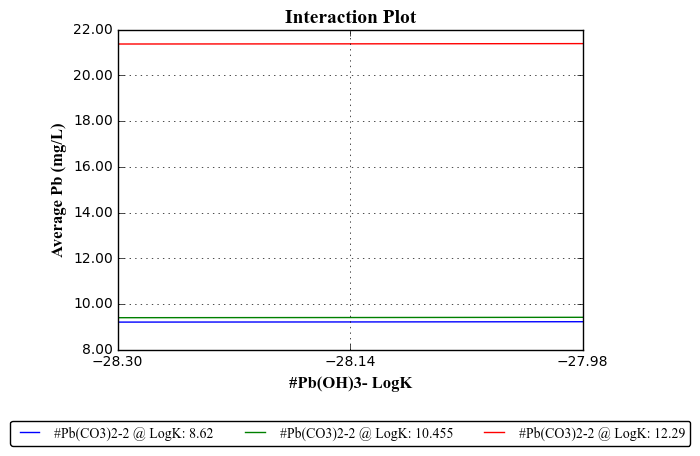 Interaction Plot
22.00
20.00
18.00
16.00
14.00
12.00
10.00
8.00
Average Pb (mg/L)
−28.30 −28.14 −27.98
#Pb(OH)3- LogK
#Pb(CO3)2-2 @ LogK: 8.62 #Pb(CO3)2-2 @ LogK: 10.455 #Pb(CO3)2-2 @ LogK: 12.29